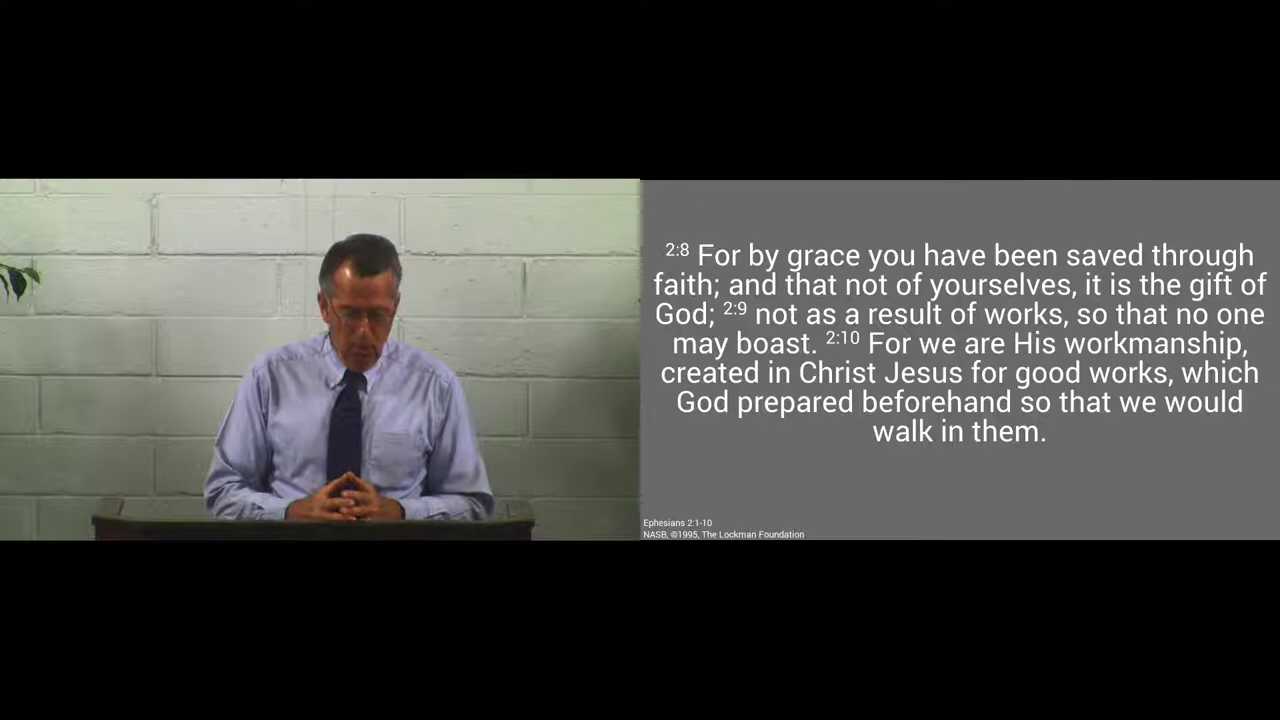 2:8 For by grace you have been saved through
faith; and that not of yourselves, it is the gift of
God; 2:9 not as a result of works, so that no one
may boast. 2:10 For we are His workmanship,
created in Christ Jesus for good works, which
God prepared beforehand so that we would
walk in them.
Ephesians 2:1-10
NASB, ©1995, The Lockman Foundation